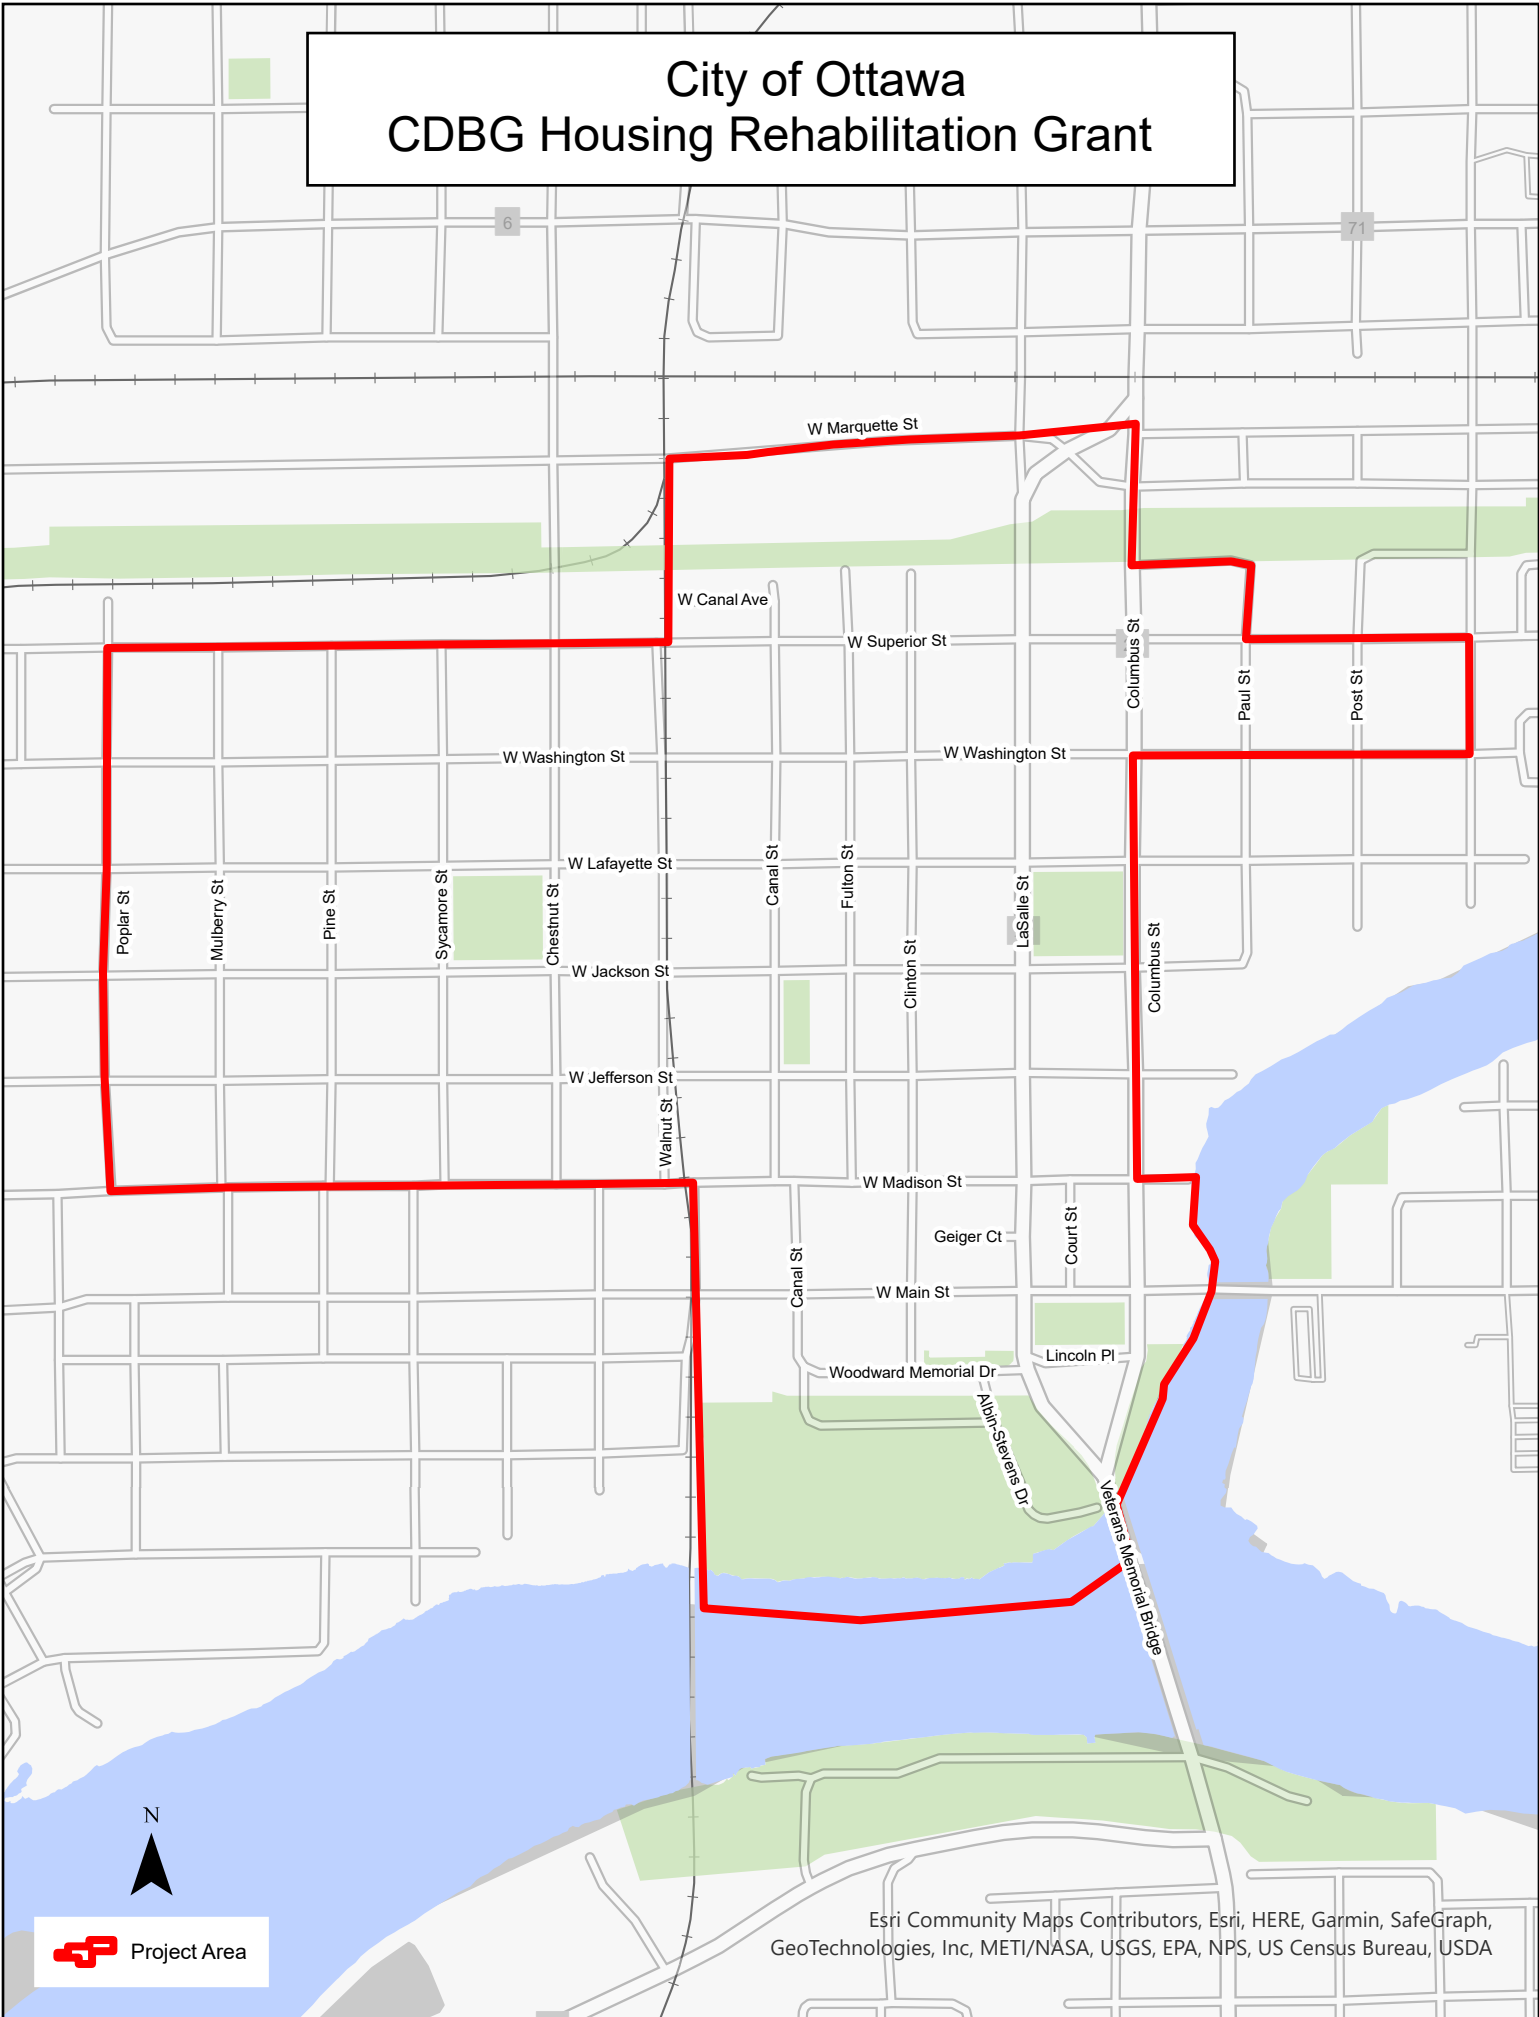 City of Ottawa
CDBG Housing Rehabilitation Grant
6
71
W Marquette St
W Canal Ave
W Superior St
Columbus St
Paul St
Post St
W Washington St
W Washington St
W Lafayette St
Canal St
Fulton St
LaSalle St
Poplar St
Mulberry St
Pine St
Sycamore St
Chestnut St
Clinton St
Columbus St
W Jackson St
W Jefferson St
Walnut St
W Madison St
Geiger Ct
Court St
Canal St
W Main St
Lincoln Pl
Woodward Memorial Dr
Albin-Stevens Dr
Veterans Memorial Bridge
N
Project Area
Esri Community Maps Contributors, Esri, HERE, Garmin, SafeGraph,
GeoTechnologies, Inc, METI/NASA, USGS, EPA, NPS, US Census Bureau, USDA